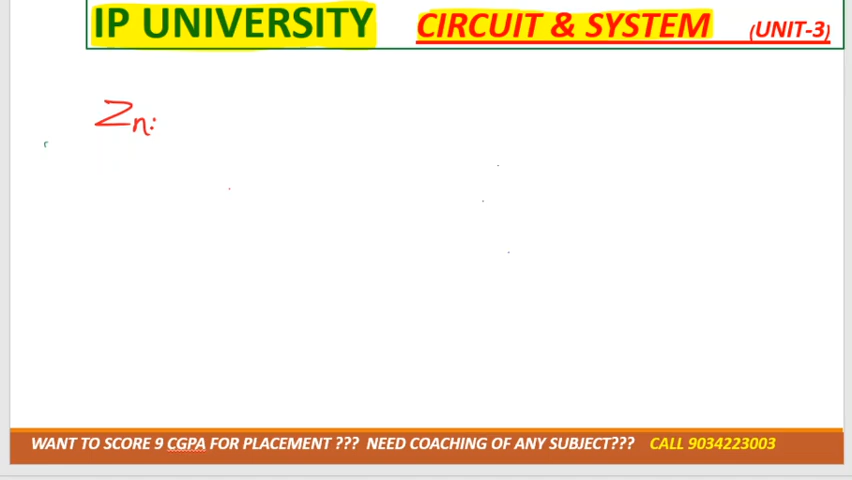 IP UNIVERSITY CIRCUIT & SYSTEM (UNIT-3)
Zn:
WANT TO SCORE 9 CGPA FOR PLACEMENT ??? NEED COACHING OF ANY SUBJECT??? CALL 9034223003